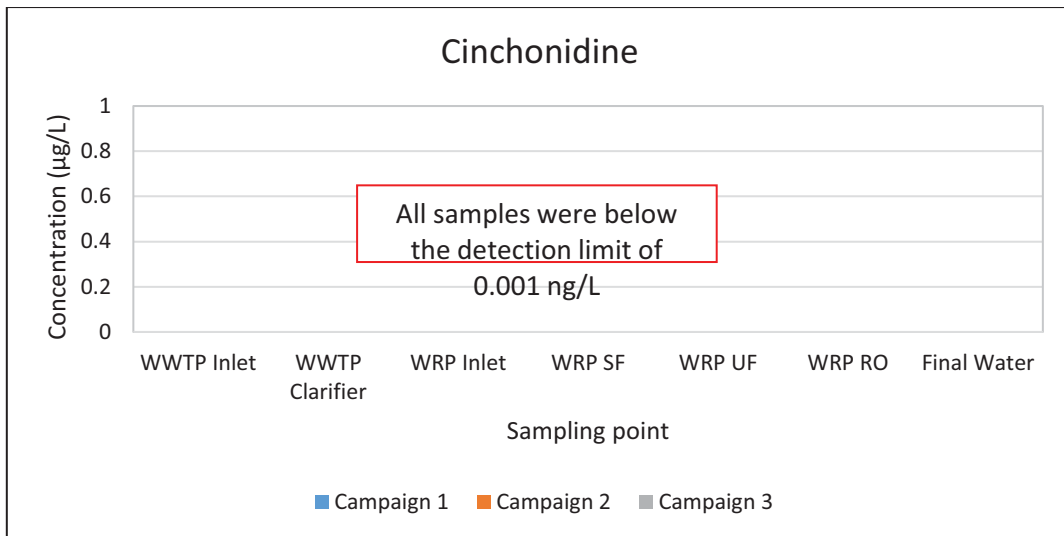 Cinchonidine
Concentration (µg/L)
1
0.8
0.6
0.4
0.2
0
All samples were below
the detection limit of
0.001 ng/L
WWTP Inlet
WWTP
Clarifier
WRP Inlet
WRP SF
WRP UF
WRP RO
Final Water
Sampling point
Campaign 1
Campaign 2
Campaign 3